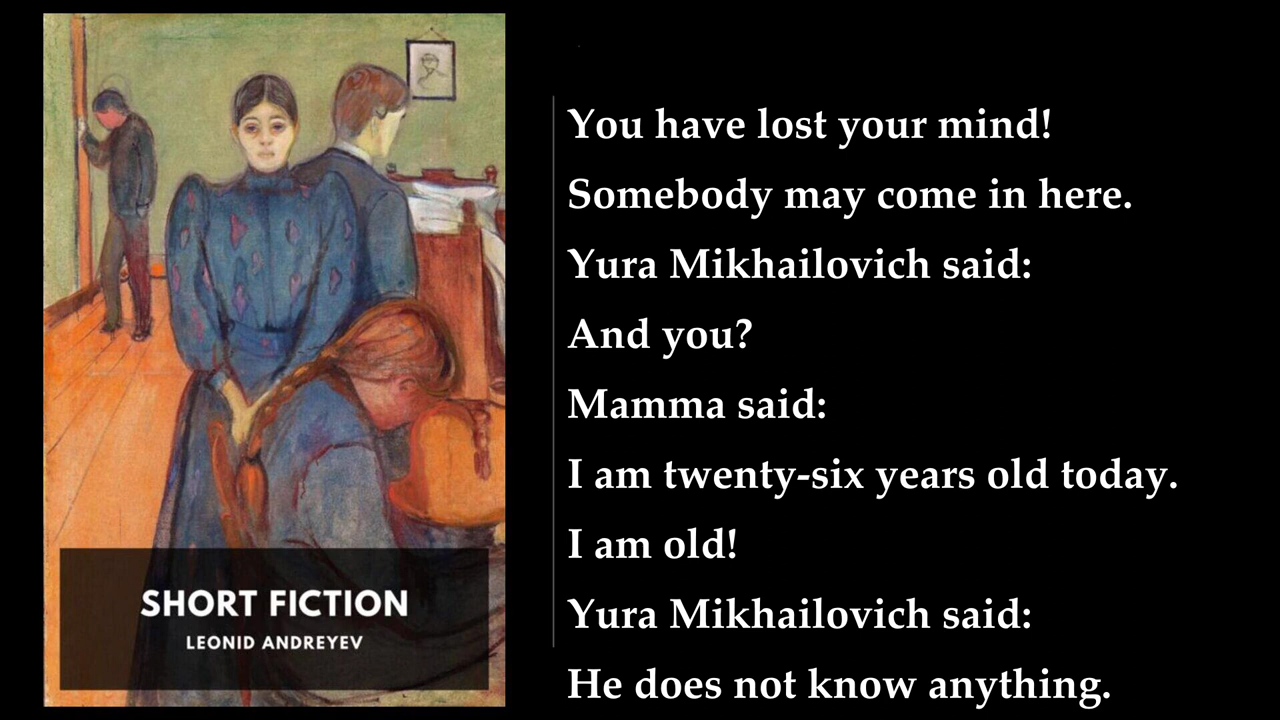 SHORT FICTION
LEONID ANDREYEV
You have lost your mind!
Somebody may come in here.
Yura Mikhailovich said:
And you?
Mamma said:
I am twenty-six years old today.
I am old!
Yura Mikhailovich said:
He does not know anything.